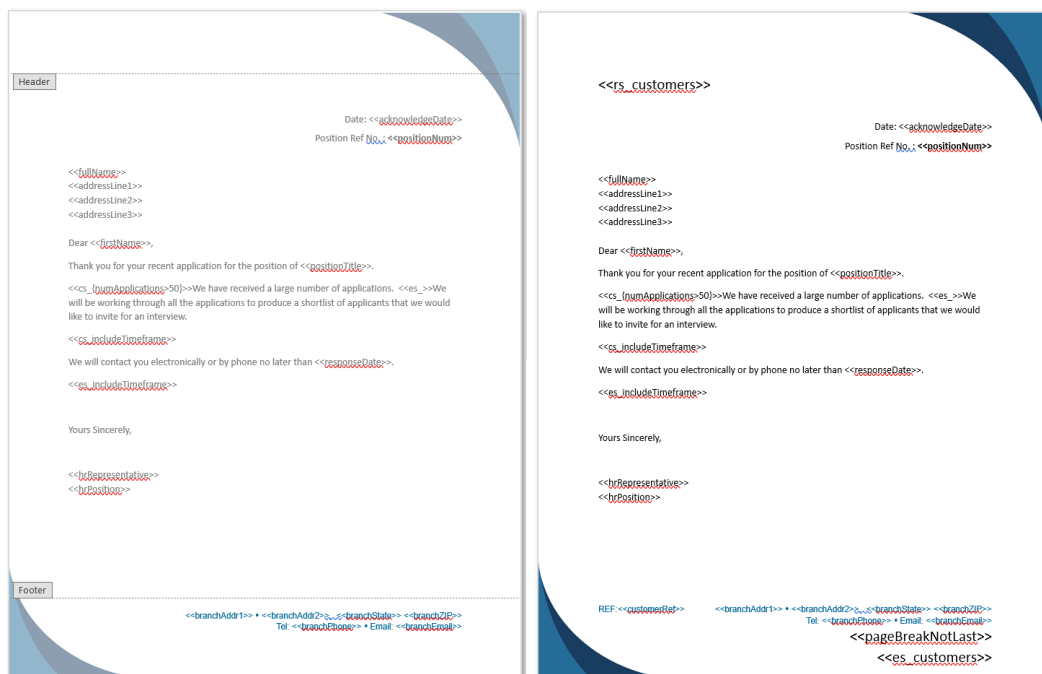 Header
Date: <<acknowledgeDate>>
Position Ref No. : <<positionNum>>
<<fullName>>
<<addressLine1>>
<<addressLine2>>
<<addressLine3>>
Dear <<firstName>>,
Thank you for your recent application for the position of <<positionTitle>>.
<<cs_{numApplications>50}>>We have received a large number of applications. <<es_>>We
will be working through all the applications to produce a shortlist of applicants that we would
like to invite for an interview.
<<cs_includeTimeframe>>
We will contact you electronically or by phone no later than <<responseDate>>.
<<es_includeTimeframe>>
Yours Sincerely,
<<hrRepresentative>>
<<hrPosition>>
Footer
<<branchAddr1>> • <<branchAddr2>>, <<branchState>> <<branchZIP>>
Tel: <<branchPhone>> • Email: <<branchEmail>>
<<rs_customers>>
Date: <<acknowledgeDate>>
Position Ref No. : <<positionNum>>
<<fullName>>
<<addressLine1>>
<<addressLine2>>
<<addressLine3>>
Dear <<firstName>>,
Thank you for your recent application for the position of <<positionTitle>>.
<<cs_{numApplications>50}>>We have received a large number of applications. <<es_>>We
will be working through all the applications to produce a shortlist of applicants that we would
like to invite for an interview.
<<cs_includeTimeframe>>
We will contact you electronically or by phone no later than <<responseDate>>.
<<es_includeTimeframe>>
Yours Sincerely,
<<hrRepresentative>>
<<hrPosition>>
REF:<<customerRef>> <<branchAddr1>> • <<branchAddr2>>, <<branchState>> <<branchZIP>>
Tel: <<branchPhone>> • Email: <<branchEmail>>
<<pageBreakNotLast>>
<<es_customers>>